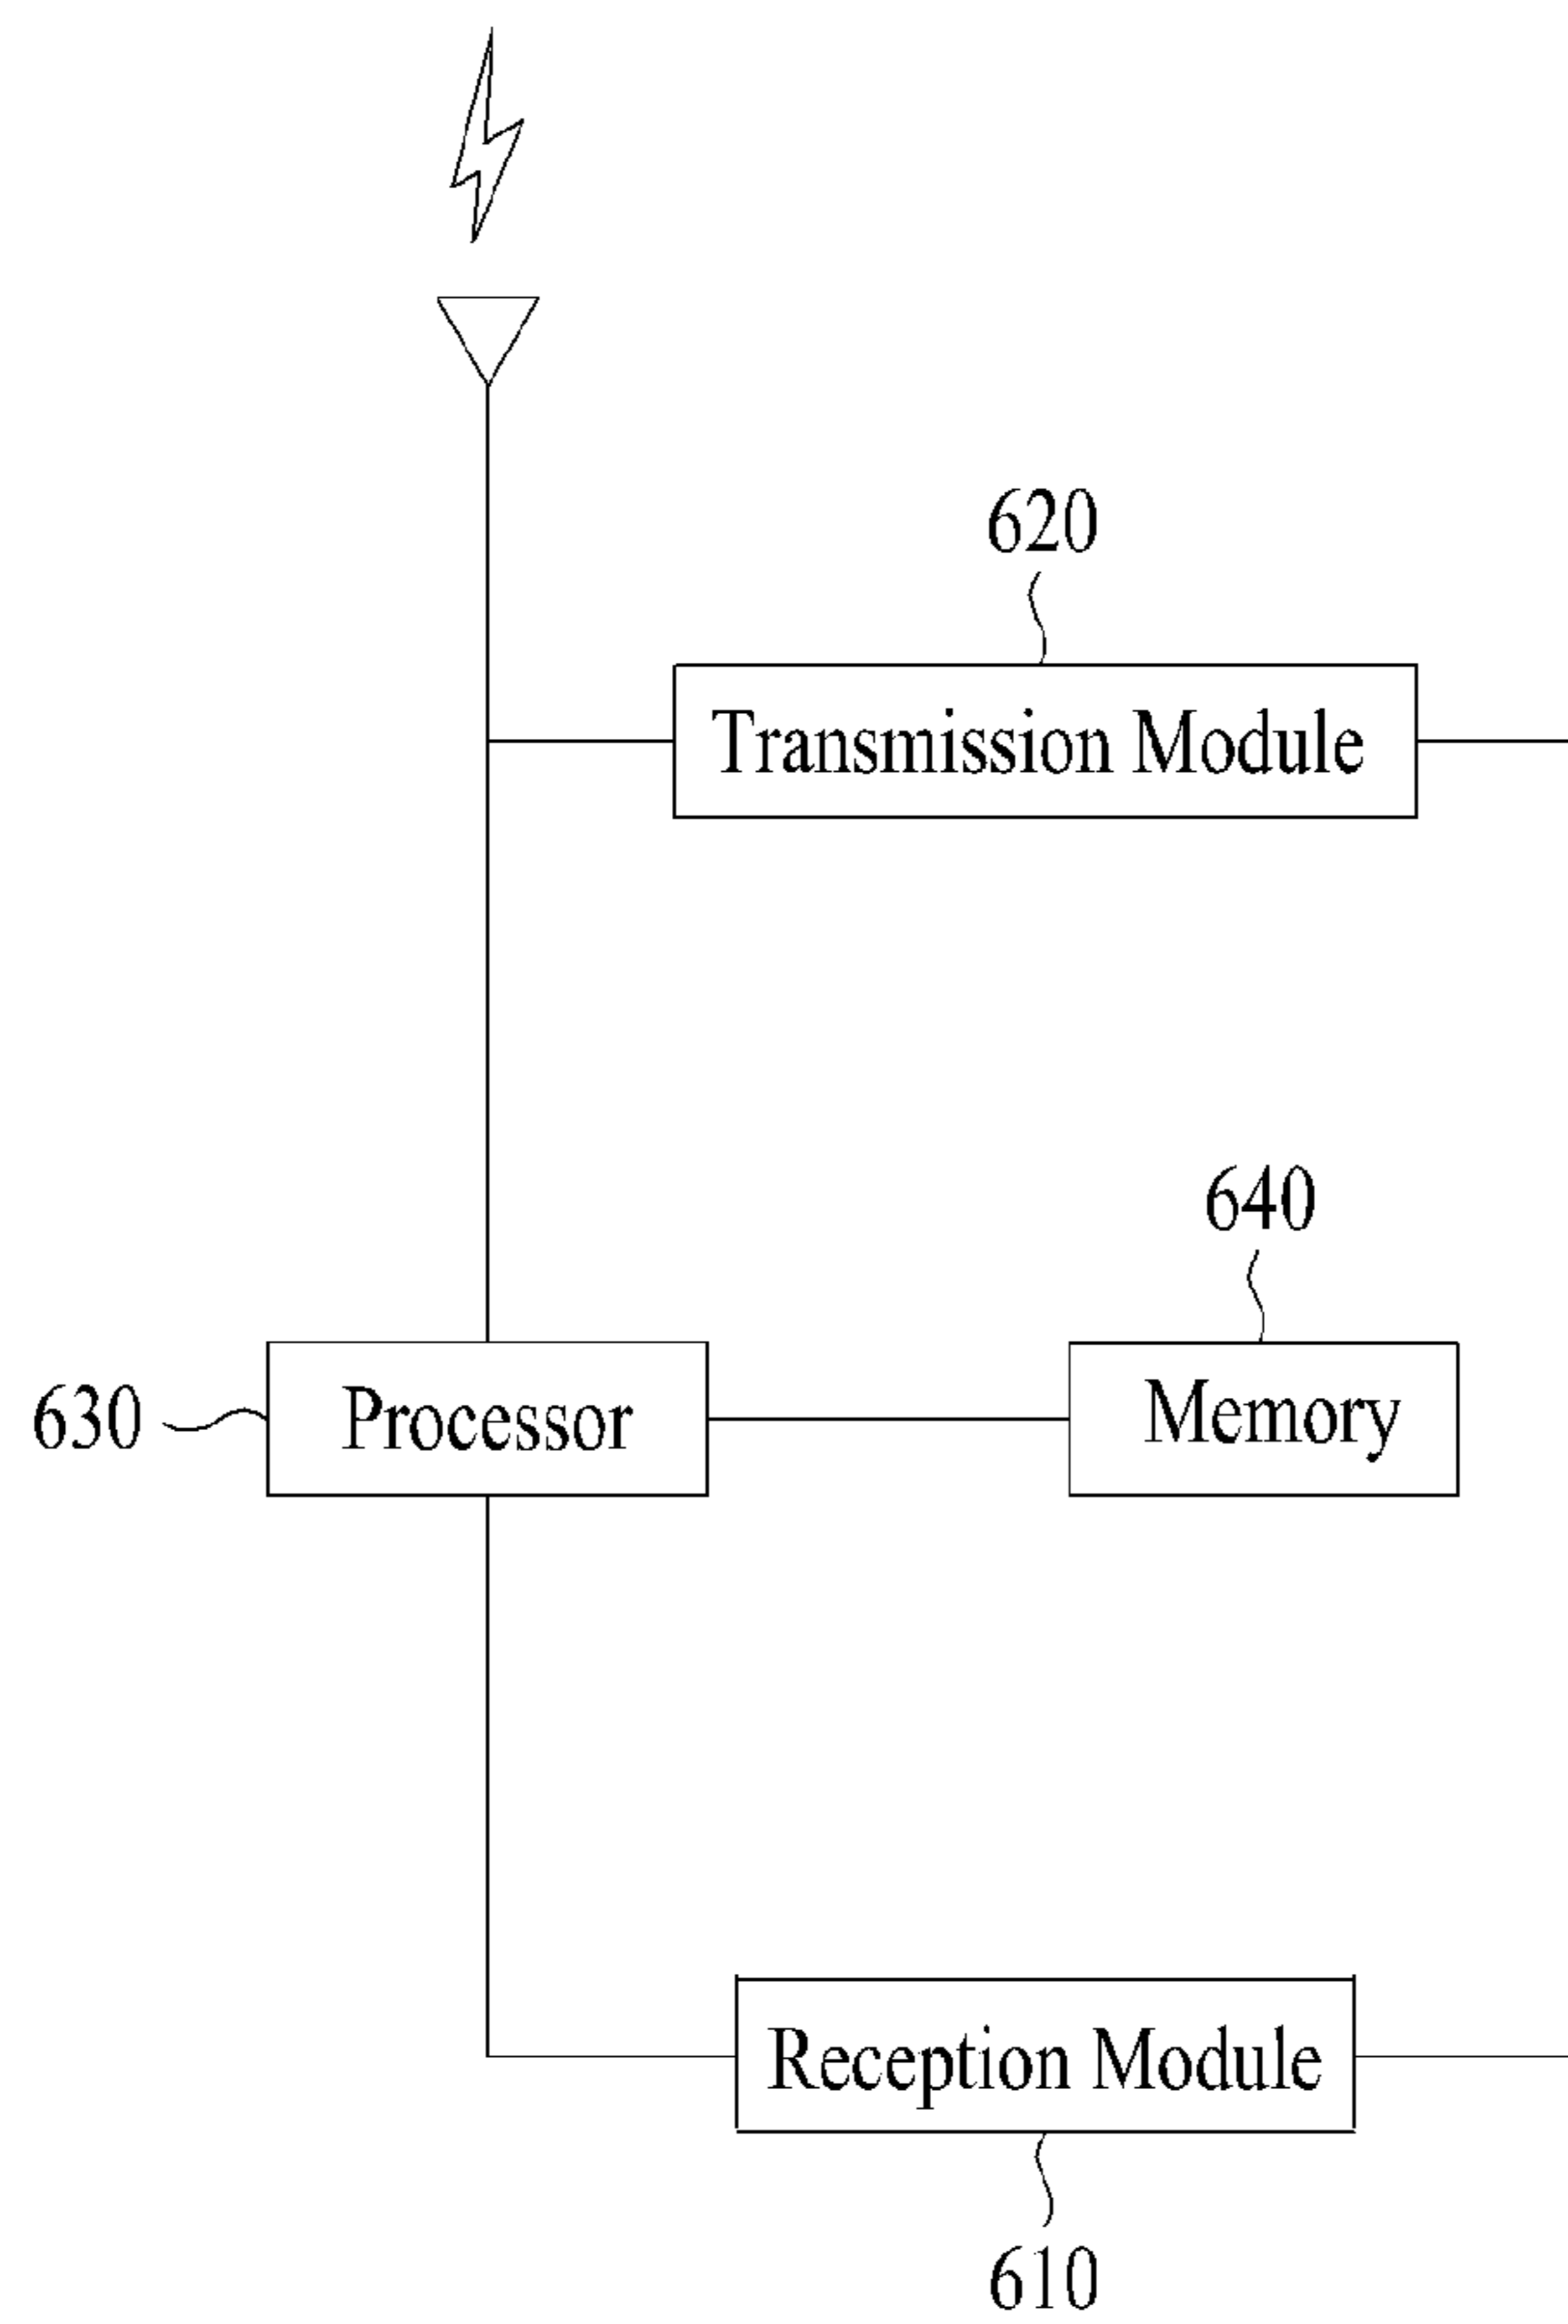 620
Transmission Module
640
630
Processor
Memory
Reception Module
610